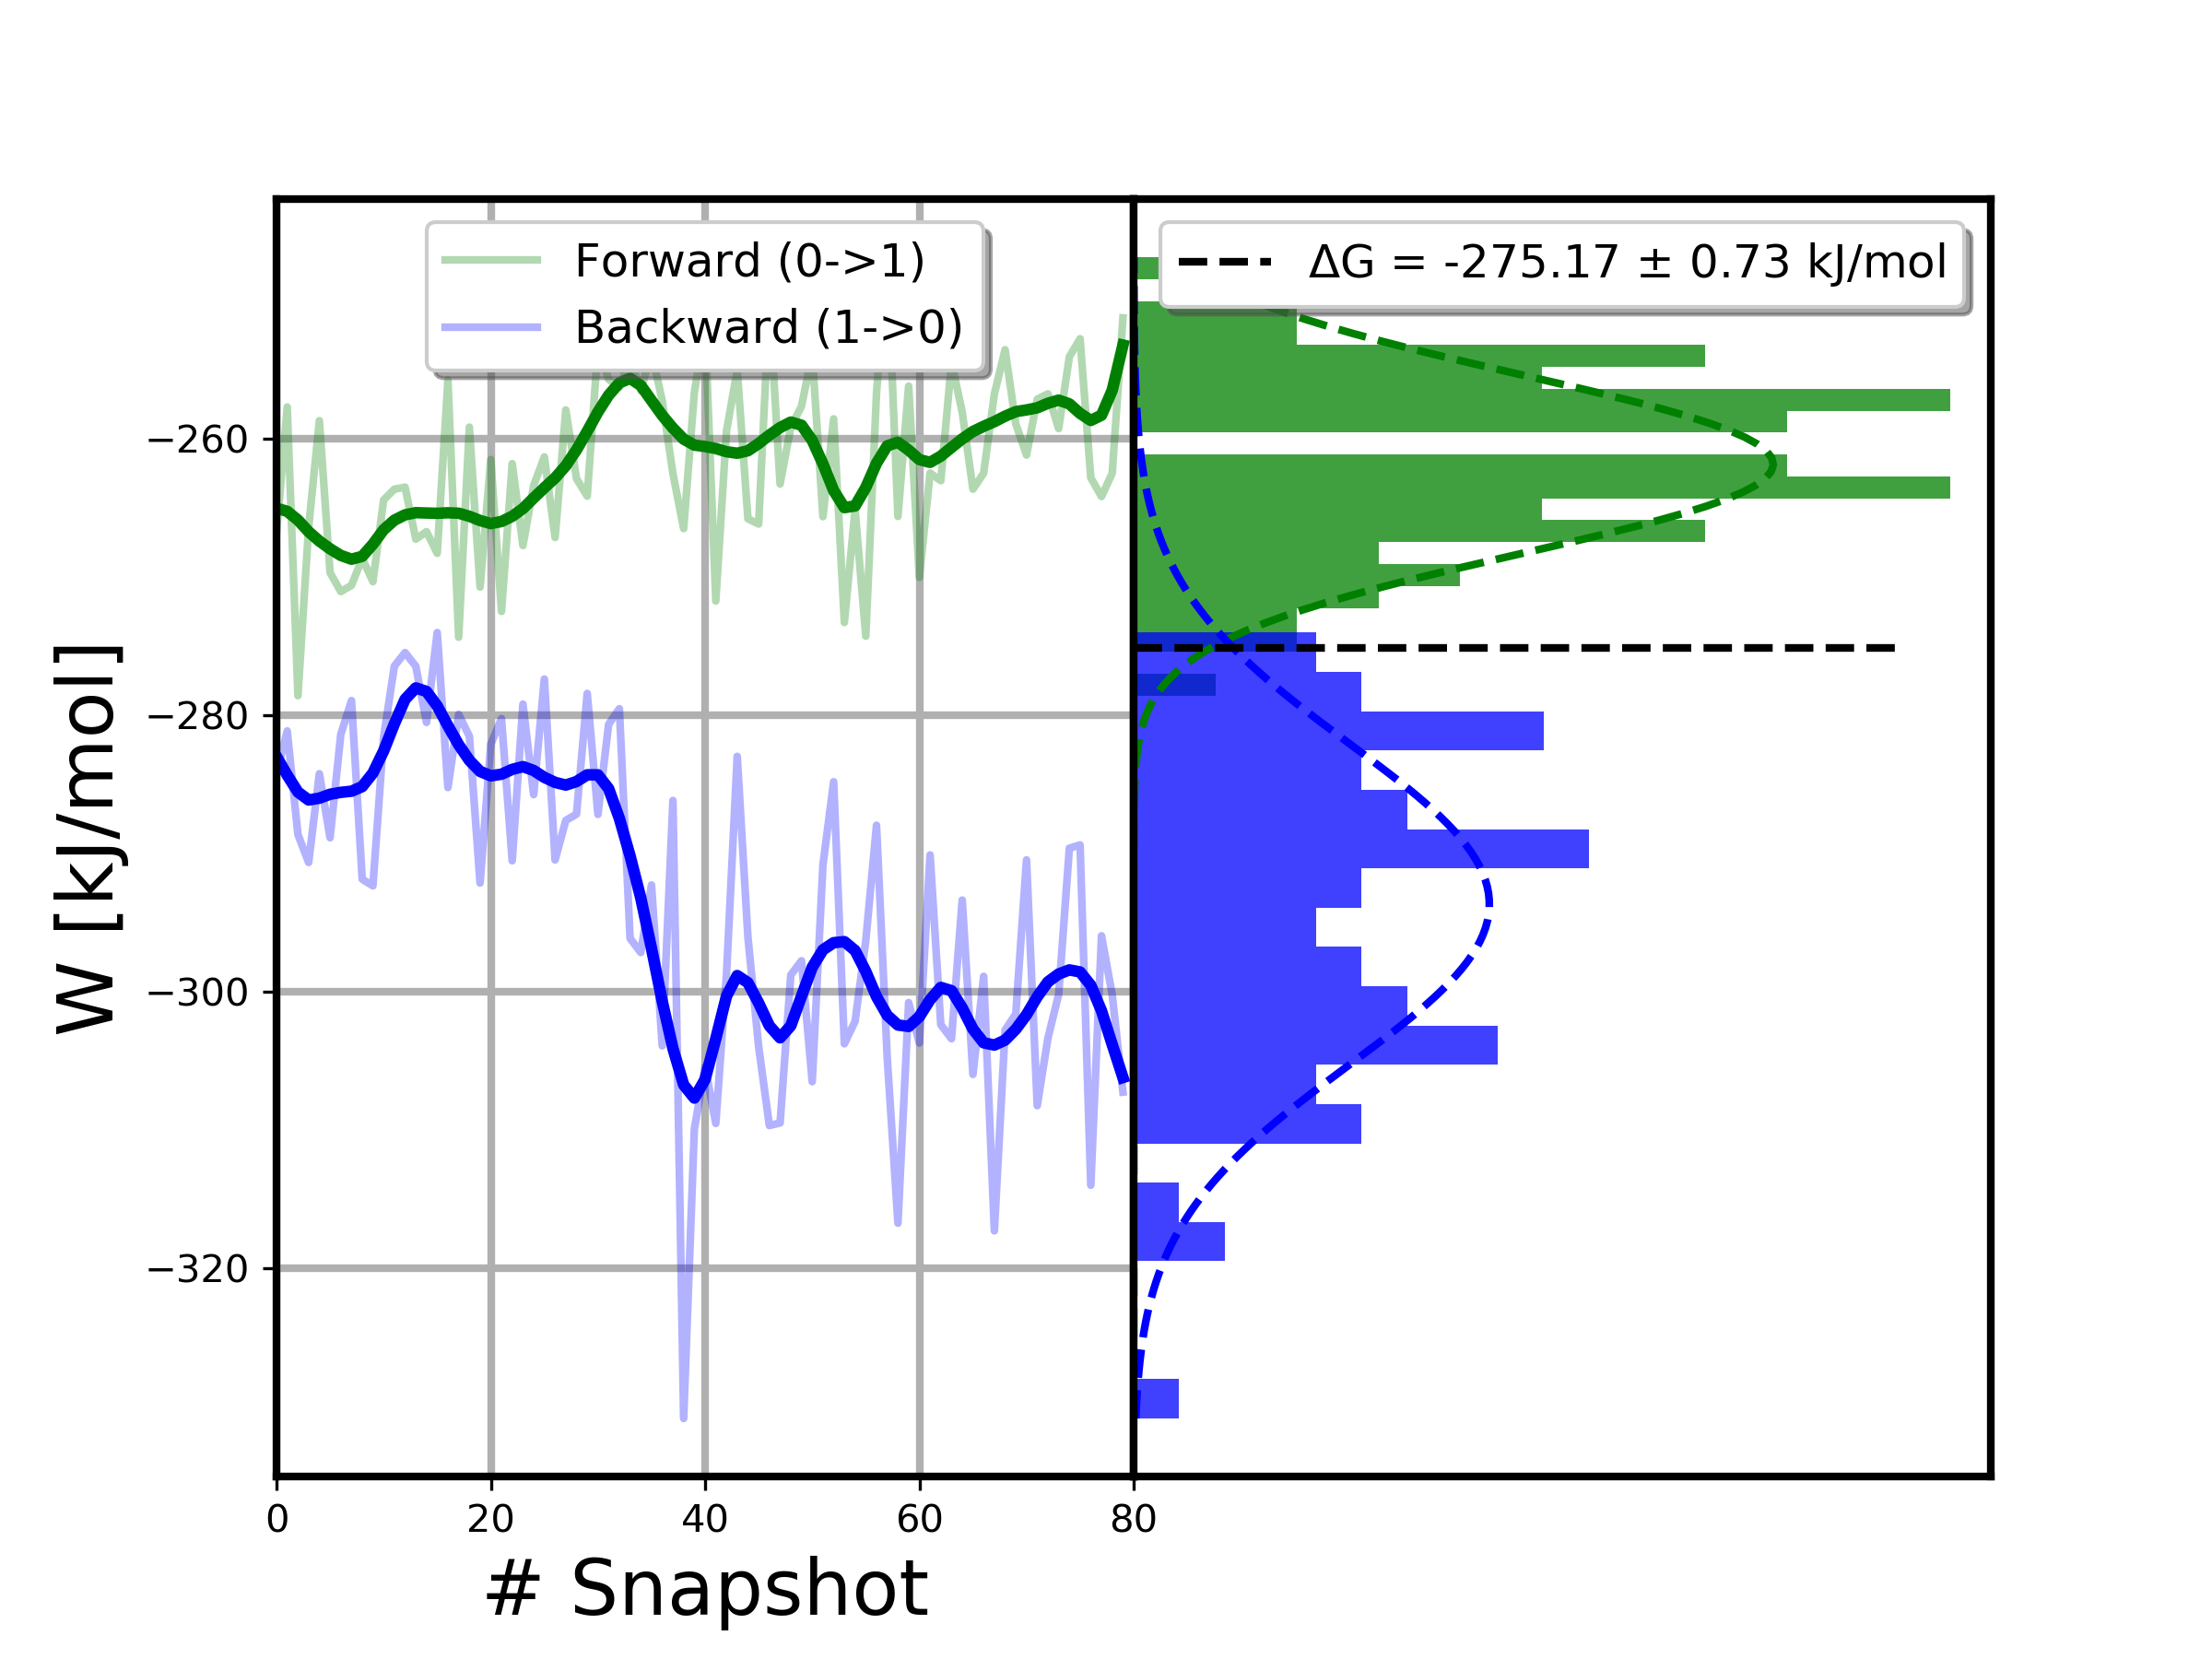 Forward (0->1)
Backward (1->0)
ΔG = -275.17 ± 0.73 kJ/mol
W [kJ/mol]
−260
−280
−300
−320
0
20
40
60
80
# Snapshot